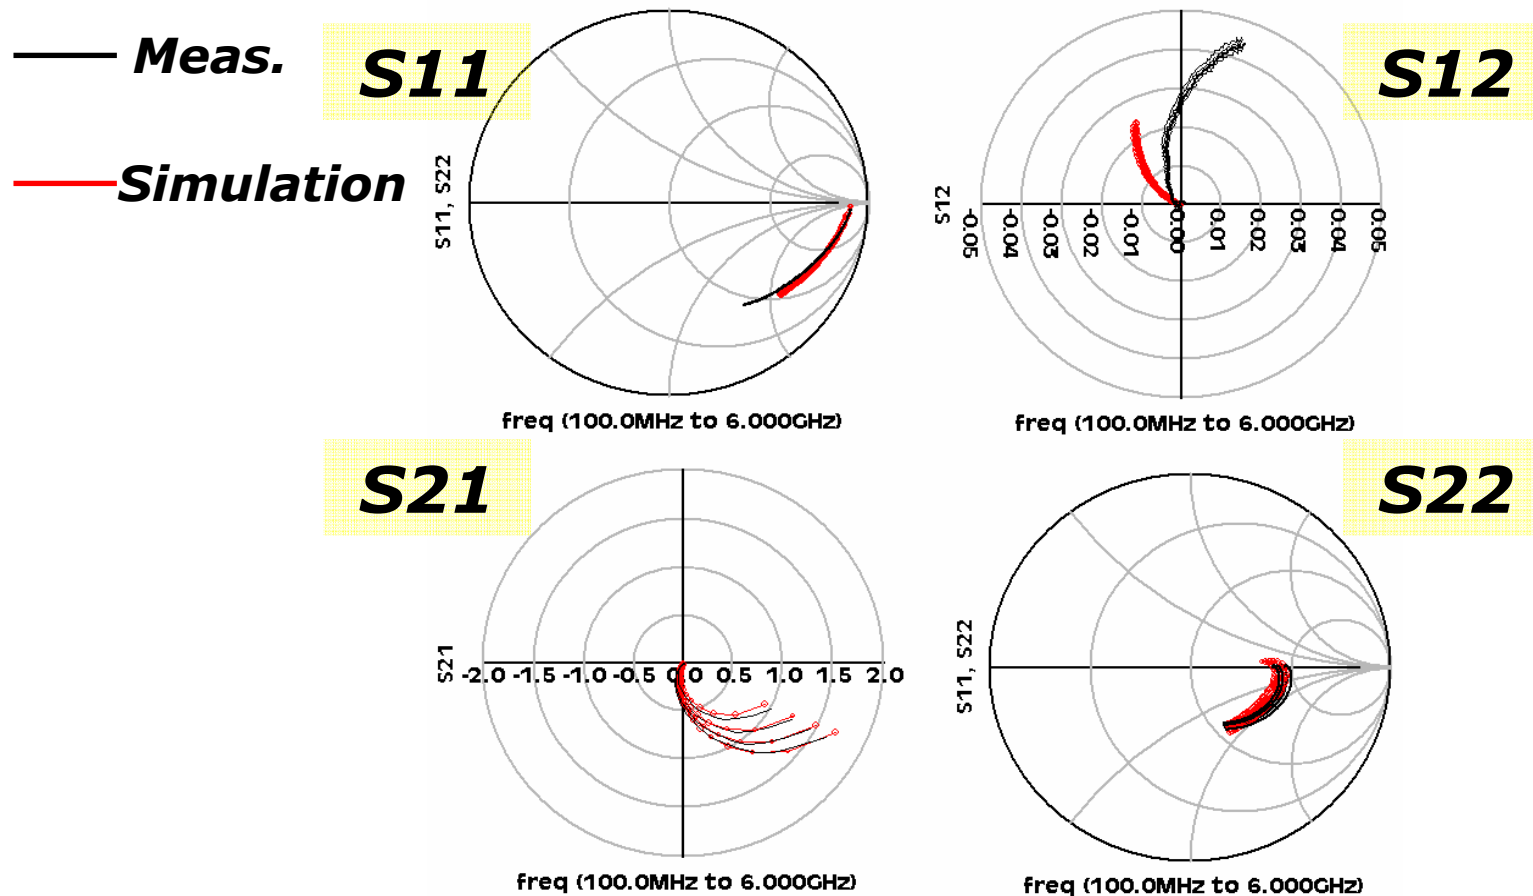 Meas.
S11
S12
Simulation
S11, S22
S12
-0.05 -0.04 -0.03 -0.02 -0.01 0.00 0.01 0.02 0.03 0.04 0.05
freq (100.0MHz to 6.000GHz)
freq (100.0MHz to 6.000GHz)
S21
S22
S21
-2.0 -1.5 -1.0 -0.5 0.0 0.5 1.0 1.5 2.0
S11, S22
freq (100.0MHz to 6.000GHz)
freq (100.0MHz to 6.000GHz)